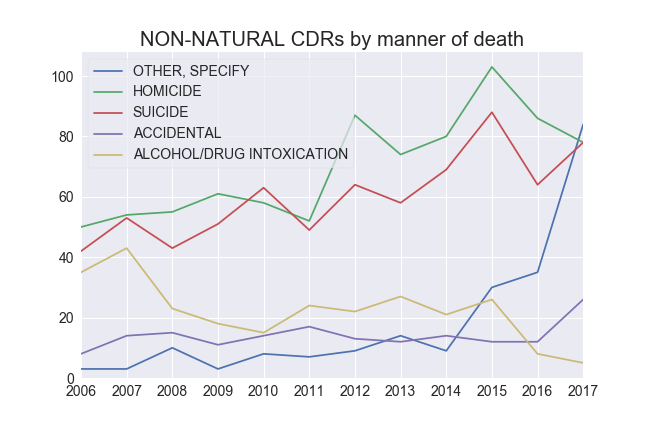 NON-NATURAL CDRs by manner of death
100
80
60
40
20
0
OTHER, SPECIFY
HOMICIDE
SUICIDE
ACCIDENTAL
ALCOHOL/DRUG INTOXICATION
2006 2007 2008 2009 2010 2011 2012 2013 2014 2015 2016 2017